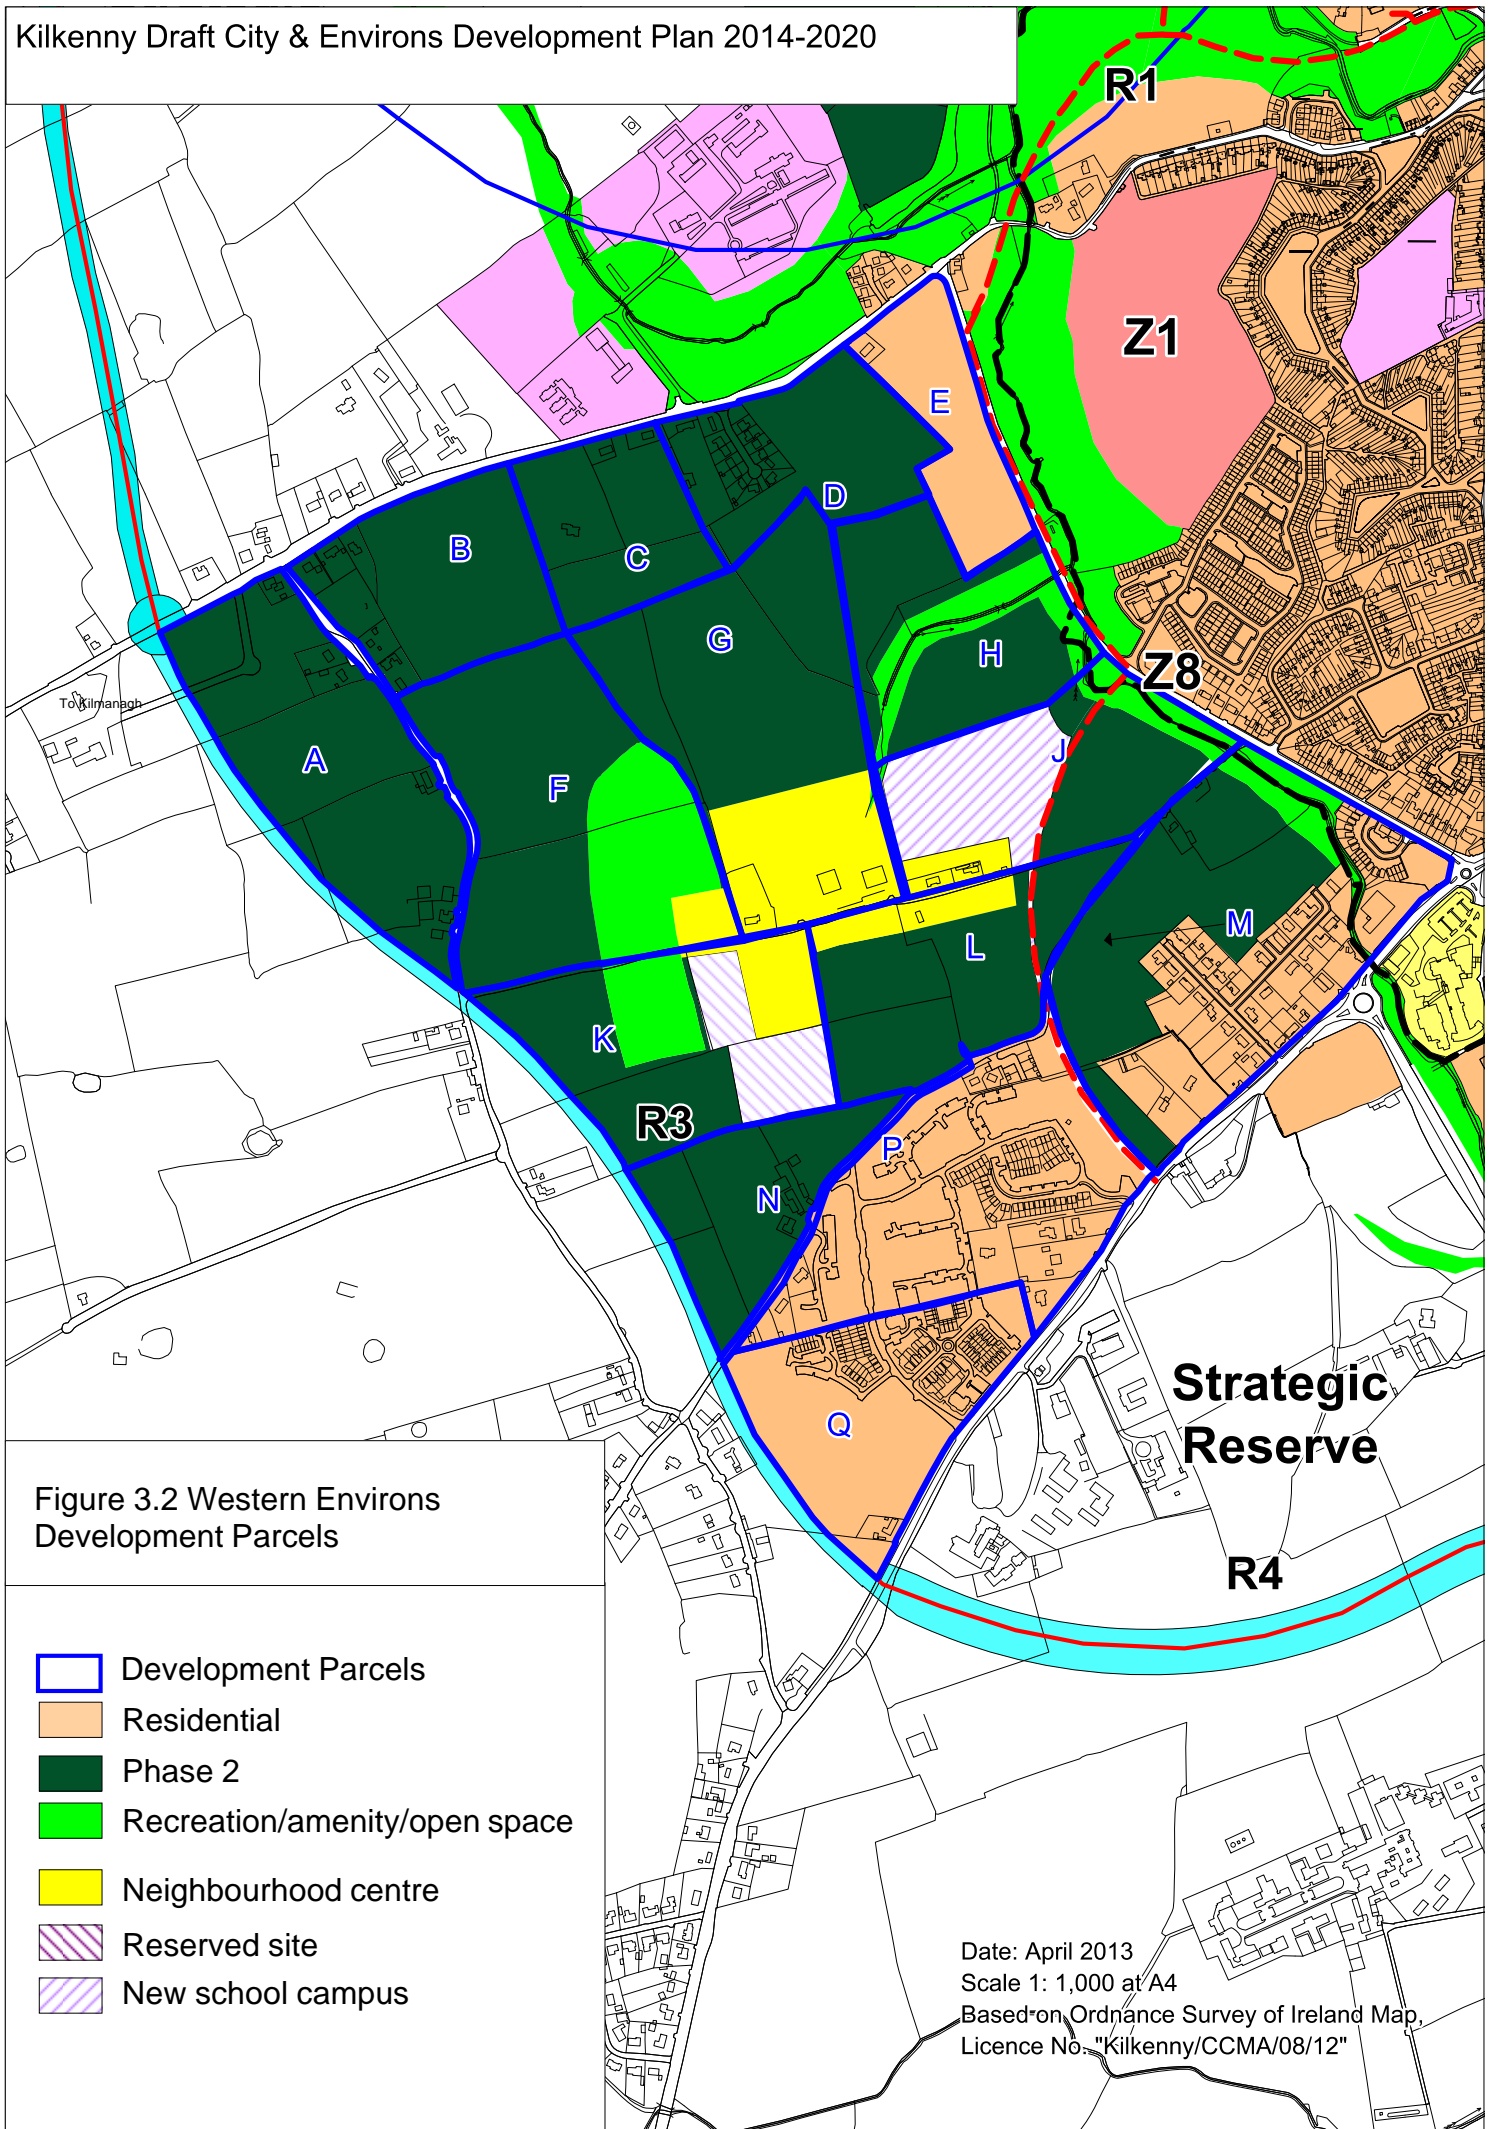 Kilkenny Draft City & Environs Development Plan 2014-2020
R1
Z1
E
D
B
C
G
H
Z8
To Kilmanagh
A
J
F
M
L
K
R3
P
N
Strategic
Reserve
Q
Figure 3.2 Western Environs
Development Parcels
R4
Development Parcels
Residential
Phase 2
Recreation/amenity/open space
Neighbourhood centre
Reserved site
New school campus
Date: April 2013
Scale 1: 1,000 at A4
Based on Ordnance Survey of Ireland Map,
Licence No. "Kilkenny/CCMA/08/12"